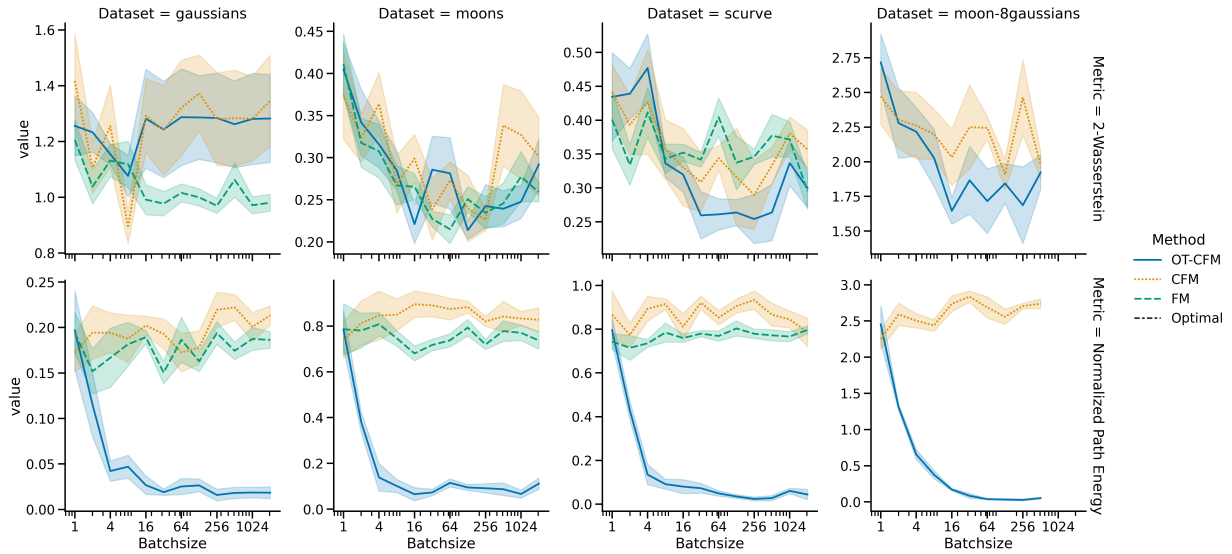 Dataset = gaussians
Dataset = moons
Dataset = scurve
Dataset = moon-8gaussians
value
1.6
1.4
1.2
1.0
0.8
0.45
0.40
0.35
0.30
0.25
0.20
0.50
0.45
0.40
0.35
0.30
0.25
2.75
2.50
2.25
2.00
1.75
1.50
Metric = 2-Wasserstein
Method
OT-CFM
CFM
FM
Optimal
value
0.25
0.20
0.15
0.10
0.05
0.00
0.8
0.6
0.4
0.2
0.0
1.0
0.8
0.6
0.4
0.2
0.0
3.0
2.5
2.0
1.5
1.0
0.5
0.0
Metric = Normalized Path Energy
1 4 16 64 256 1024
1 4 16 64 256 1024
1 4 16 64 256 1024
1 4 16 64 256 1024
Batchsize
Batchsize
Batchsize
Batchsize